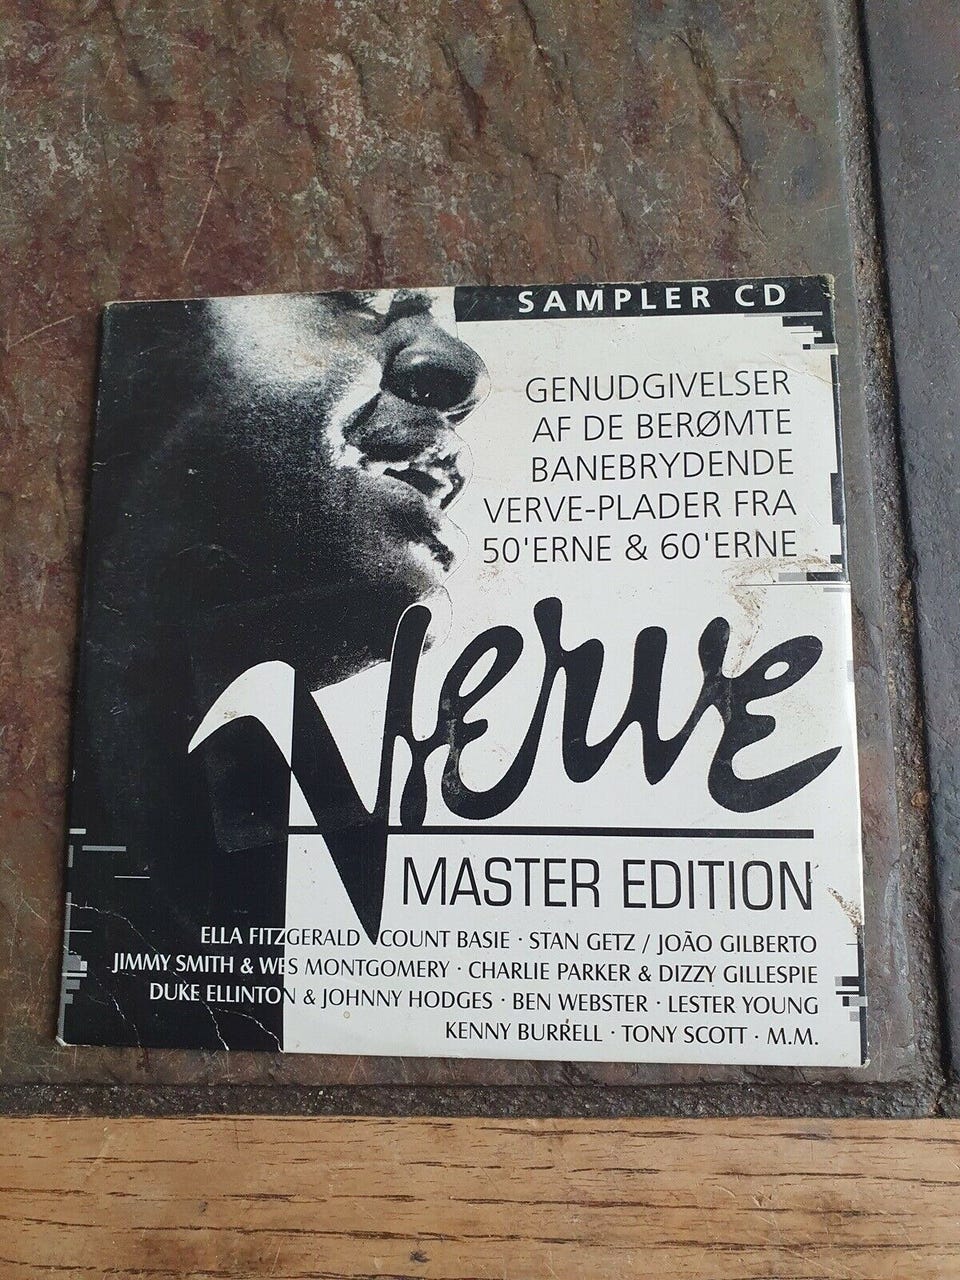 SAMPLER CD
GENUDGIVELSER
AF DE BERØMTE
BANEBRYDENDE
VERVE-PLADER FRA
50'ERNE & 60'ERNE
Verve
MASTER EDITION
ELLA FITZGERALD · COUNT BASIE · STAN GETZ / JOÃO GILBERTO
JIMMY SMITH & WES MONTGOMERY · CHARLIE PARKER & DIZZY GILLESPIE
DUKE ELLINTON & JOHNNY HODGES · BEN WEBSTER · LESTER YOUNG
KENNY BURRELL · TONY SCOTT · M.M.